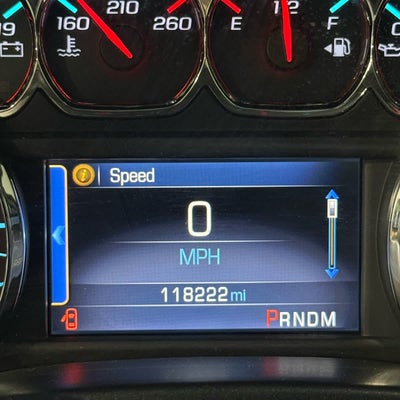 160 210 260
E 1/2 F
Speed
0
MPH
118222 mi
PRNDM